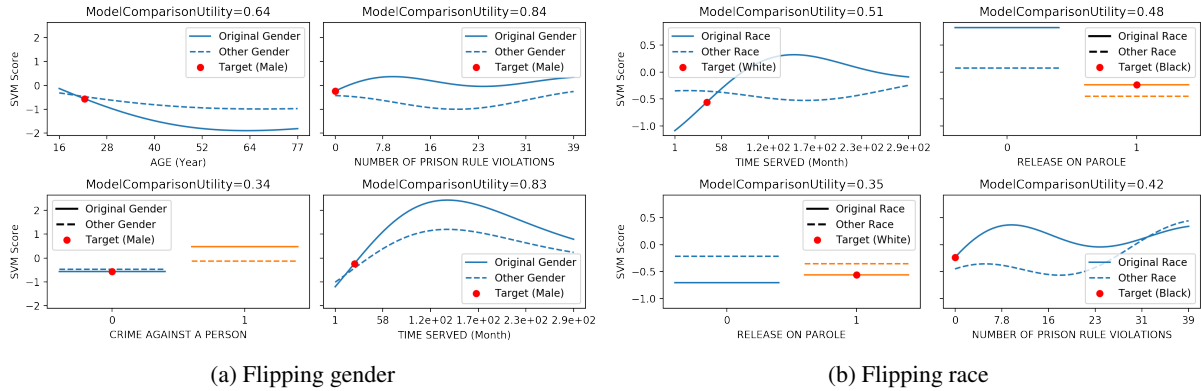 ModelComparisonUtility=0.64
SVM Score
2
1
0
−1
−2
Original Gender
Other Gender
Target (Male)
16 28 40 52 64 77
AGE (Year)
ModelComparisonUtility=0.84
Original Gender
Other Gender
Target (Male)
0 7.8 16 23 31 39
NUMBER OF PRISON RULE VIOLATIONS
ModelComparisonUtility=0.51
SVM Score
0.5
0.0
−0.5
−1.0
Original Race
Other Race
Target (White)
1 58 1.2e+02 1.7e+02 2.3e+02 2.9e+02
TIME SERVED (Month)
ModelComparisonUtility=0.48
Original Race
Other Race
Target (Black)
0 1
RELEASE ON PAROLE
ModelComparisonUtility=0.34
SVM Score
2
1
0
−1
−2
Original Gender
Other Gender
Target (Male)
0 1
CRIME AGAINST A PERSON
ModelComparisonUtility=0.83
Original Gender
Other Gender
Target (Male)
1 58 1.2e+02 1.7e+02 2.3e+02 2.9e+02
TIME SERVED (Month)
ModelComparisonUtility=0.35
SVM Score
0.5
0.0
−0.5
−1.0
Original Race
Other Race
Target (White)
0 1
RELEASE ON PAROLE
ModelComparisonUtility=0.42
Original Race
Other Race
Target (Black)
0 7.8 16 23 31 39
NUMBER OF PRISON RULE VIOLATIONS
(a) Flipping gender
(b) Flipping race